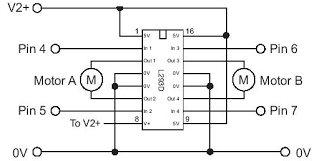 V2+
1 5V 5V 16
Pin 4 In 1 In 3 Pin 6
Out 1 Out 3
Motor A M 0V 0V M Motor B
L293D
0V 0V
Out 2 Out 4
Pin 5 In 2 In 4 Pin 7
To V2+ 8 V+ 5V 9
0V 0V